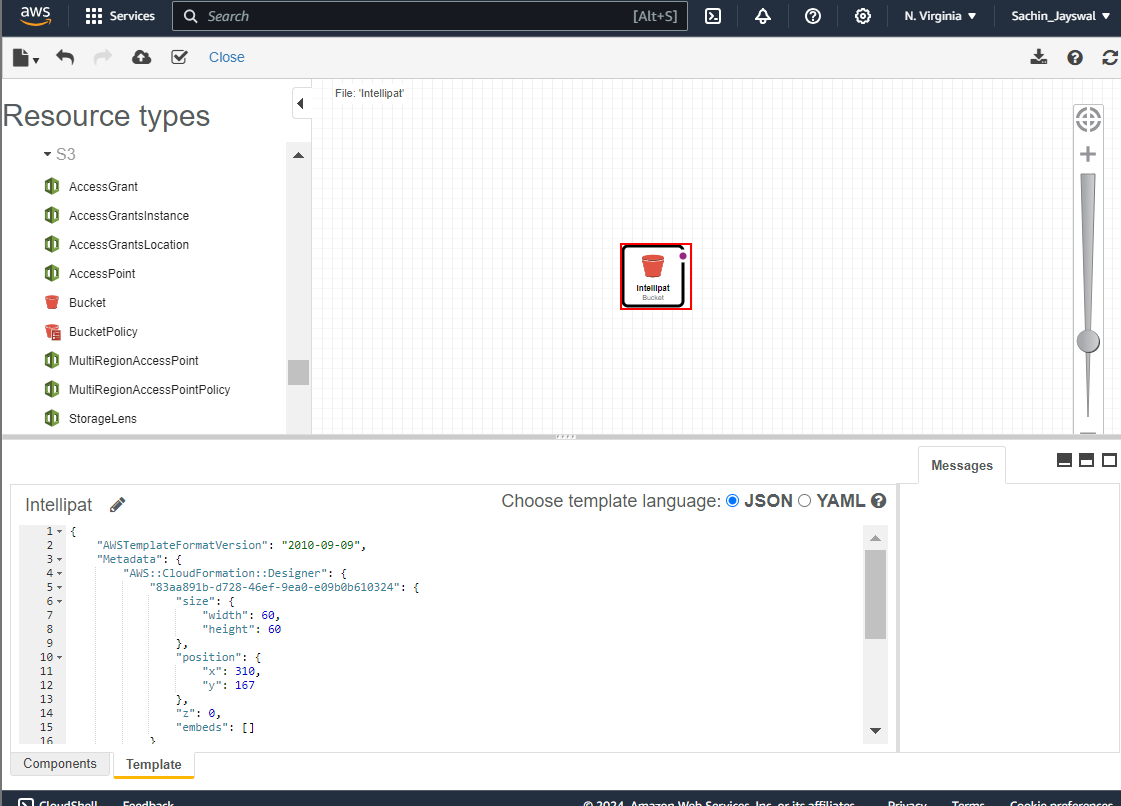 aws Services Search [Alt+S] N. Virginia Sachin_Jayswal
Close
File: 'Intellipat'
Resource types
S3
AccessGrant
AccessGrantsInstance
AccessGrantsLocation
AccessPoint
Bucket
BucketPolicy
MultiRegionAccessPoint
MultiRegionAccessPointPolicy
StorageLens
Intellipat
Bucket
Messages
Intellipat
Choose template language: JSON YAML
1 {
2 "AWSTemplateFormatVersion": "2010-09-09",
3 "Metadata": {
4 "AWS::CloudFormation::Designer": {
5 "83aa891b-d728-46ef-9ea0-e09b0b610324": {
6 "size": {
7 "width": 60,
8 "height": 60
9 },
10 "position": {
11 "x": 310,
12 "y": 167
13 },
14 "z": 0,
15 "embeds": []
16 }
Components Template
CloudShell Feedback © 2024, Amazon Web Services, Inc. or its affiliates. Privacy Terms Cookie preferences